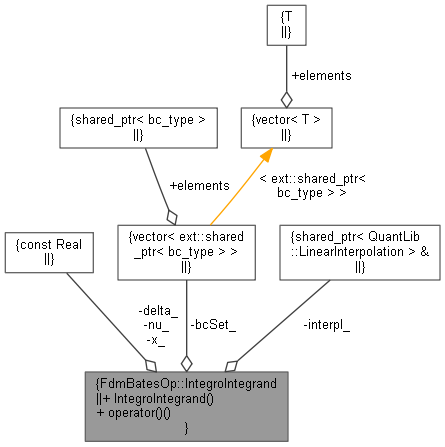 {T
||}
+elements
{shared_ptr< bc_type >
||}
{vector< T >
||}
+elements
< ext::shared_ptr<
bc_type > >
{const Real
||}
{vector< ext::shared
_ptr< bc_type > >
||}
{shared_ptr< QuantLib
::LinearInterpolation > &
||}
-delta_
-nu_
-x_
-bcSet_
-interpl_
{FdmBatesOp::IntegroIntegrand
||+ IntegroIntegrand()
+ operator()()
}